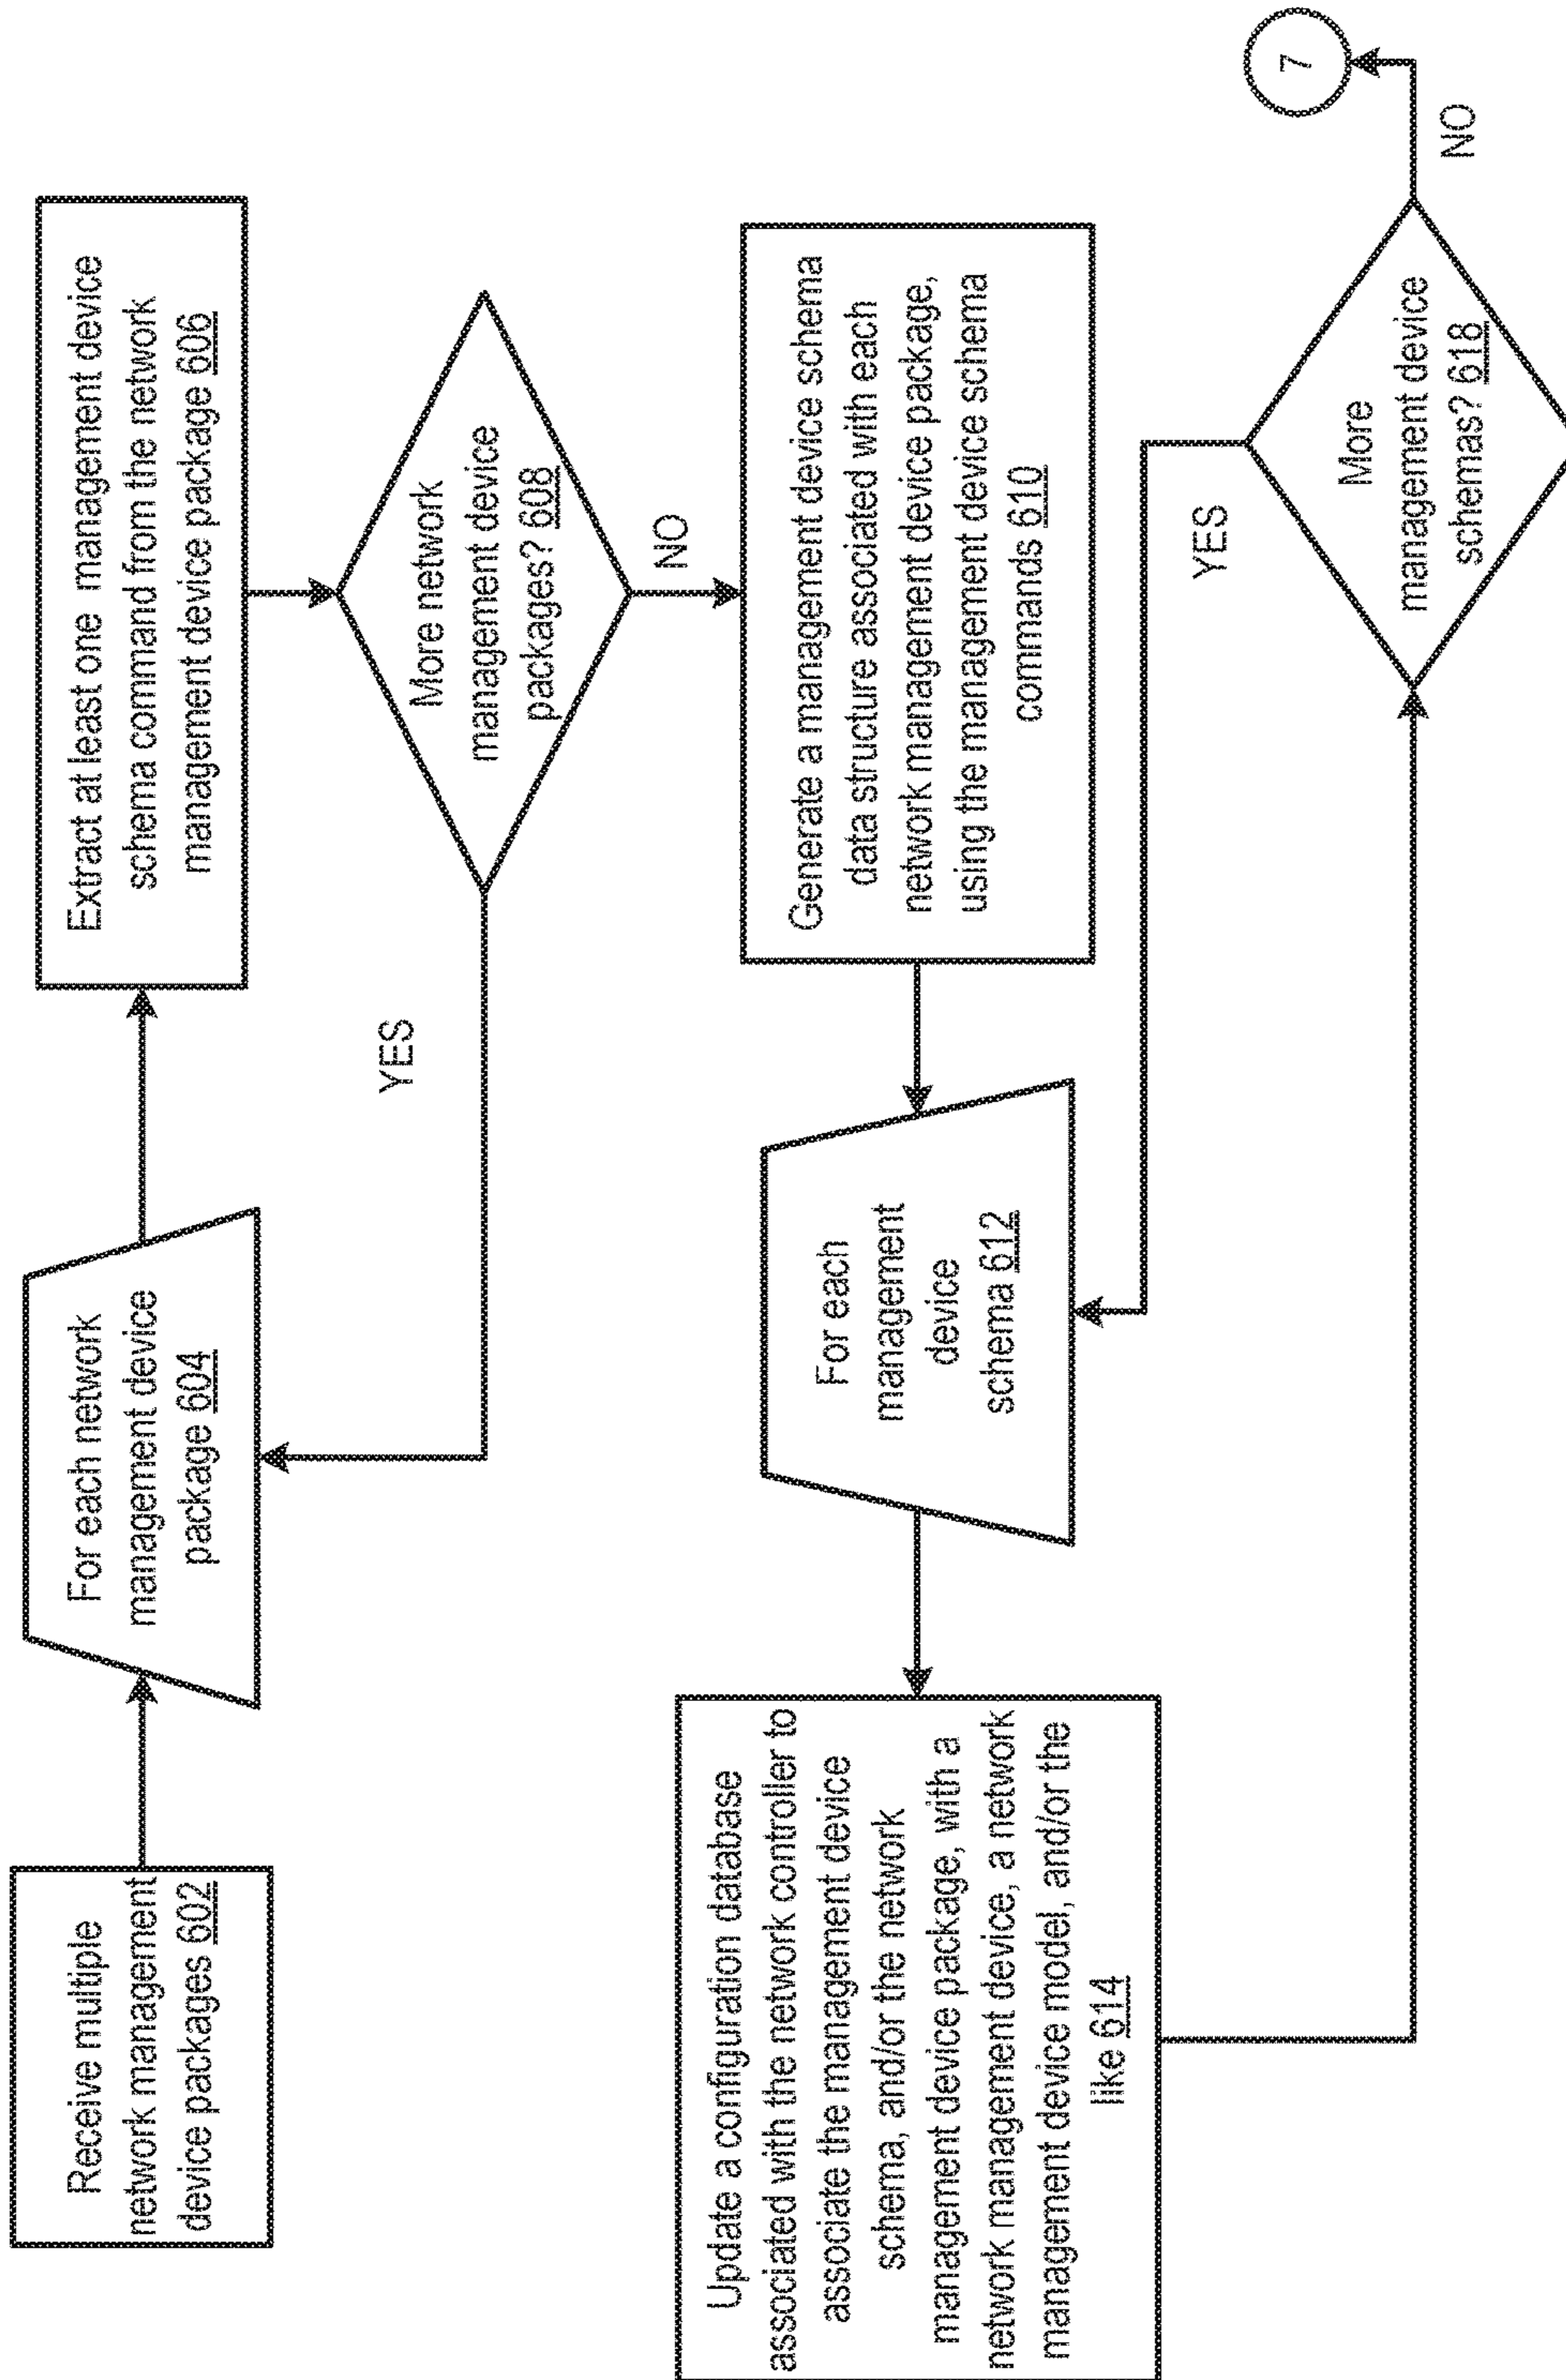 Receive multiple
network management
device packages 602
For each network
management device
package 604
Extract at least one management device
schema command from the network
management device package 606
More network
management device
packages? 608
YES
NO
Generate a management device schema
data structure associated with each
network management device package,
using the management device schema
commands 610
For each
management
device
schema 612
Update a configuration database
associated with the network controller to
associate the management device
schema, and/or the network
management device package, with a
network management device, a network
management device model, and/or the
like 614
More
management device
schemas? 618
YES
NO
7